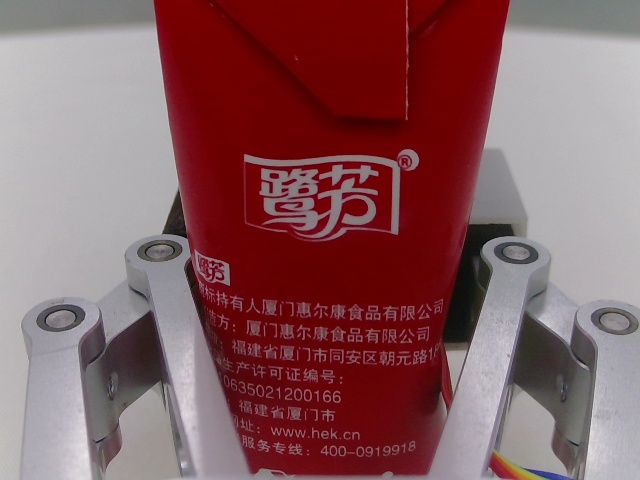 鹭芳®
鹭芳
标持有人厦门惠尔康食品有限公司
造方：厦门惠尔康食品有限公司
福建省厦门市同安区朝元路1
生产许可证编号：
0635021200166
福建省厦门市
网址：www.hek.cn
服务专线：400-0919918